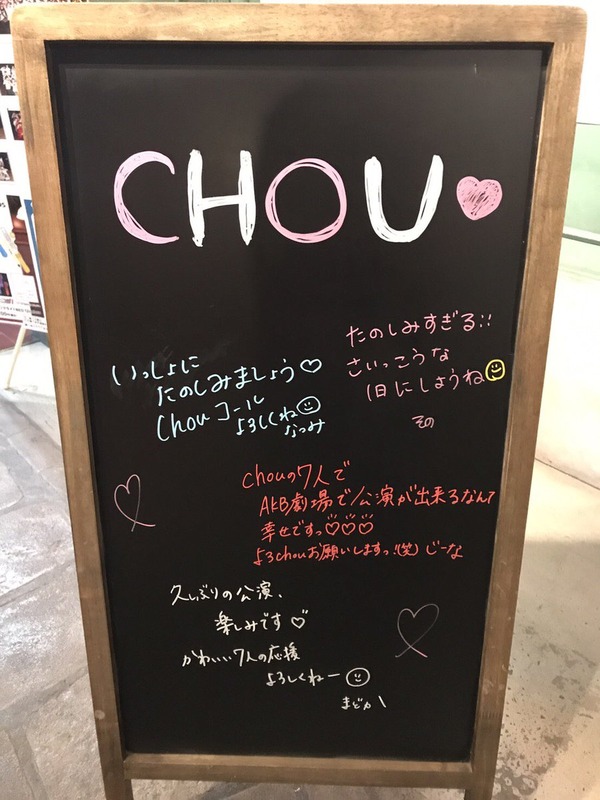 CHOU
いっしょに
たのしみましょう♡
Chouコール
よろしくね
なつみ
たのしみすぎる!!
さいっこうな
1日にしようね
その
chouの7人で
AKB劇場で公演が出来るなんて
幸せですっ♡♡♡
よろchouお願いしますっ!(笑)じーな
久しぶりの公演、
楽しみです♡
かわいい7人の応援
よろしくねー
まどか